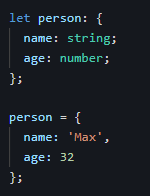 let person: {
  name: string;
  age: number;
};

person = {
  name: 'Max',
  age: 32
};